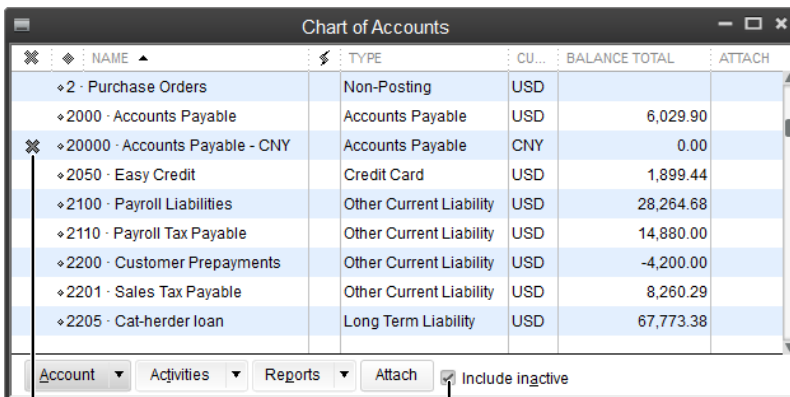 Chart of Accounts
NAME TYPE CU... BALANCE TOTAL ATTACH
2 · Purchase Orders Non-Posting USD
2000 · Accounts Payable Accounts Payable USD 6,029.90
20000 · Accounts Payable - CNY Accounts Payable CNY 0.00
2050 · Easy Credit Credit Card USD 1,899.44
2100 · Payroll Liabilities Other Current Liability USD 28,264.68
2110 · Payroll Tax Payable Other Current Liability USD 14,880.00
2200 · Customer Prepayments Other Current Liability USD -4,200.00
2201 · Sales Tax Payable Other Current Liability USD 8,260.29
2205 · Cat-herder loan Long Term Liability USD 67,773.38
Account Activities Reports Attach Include inactive